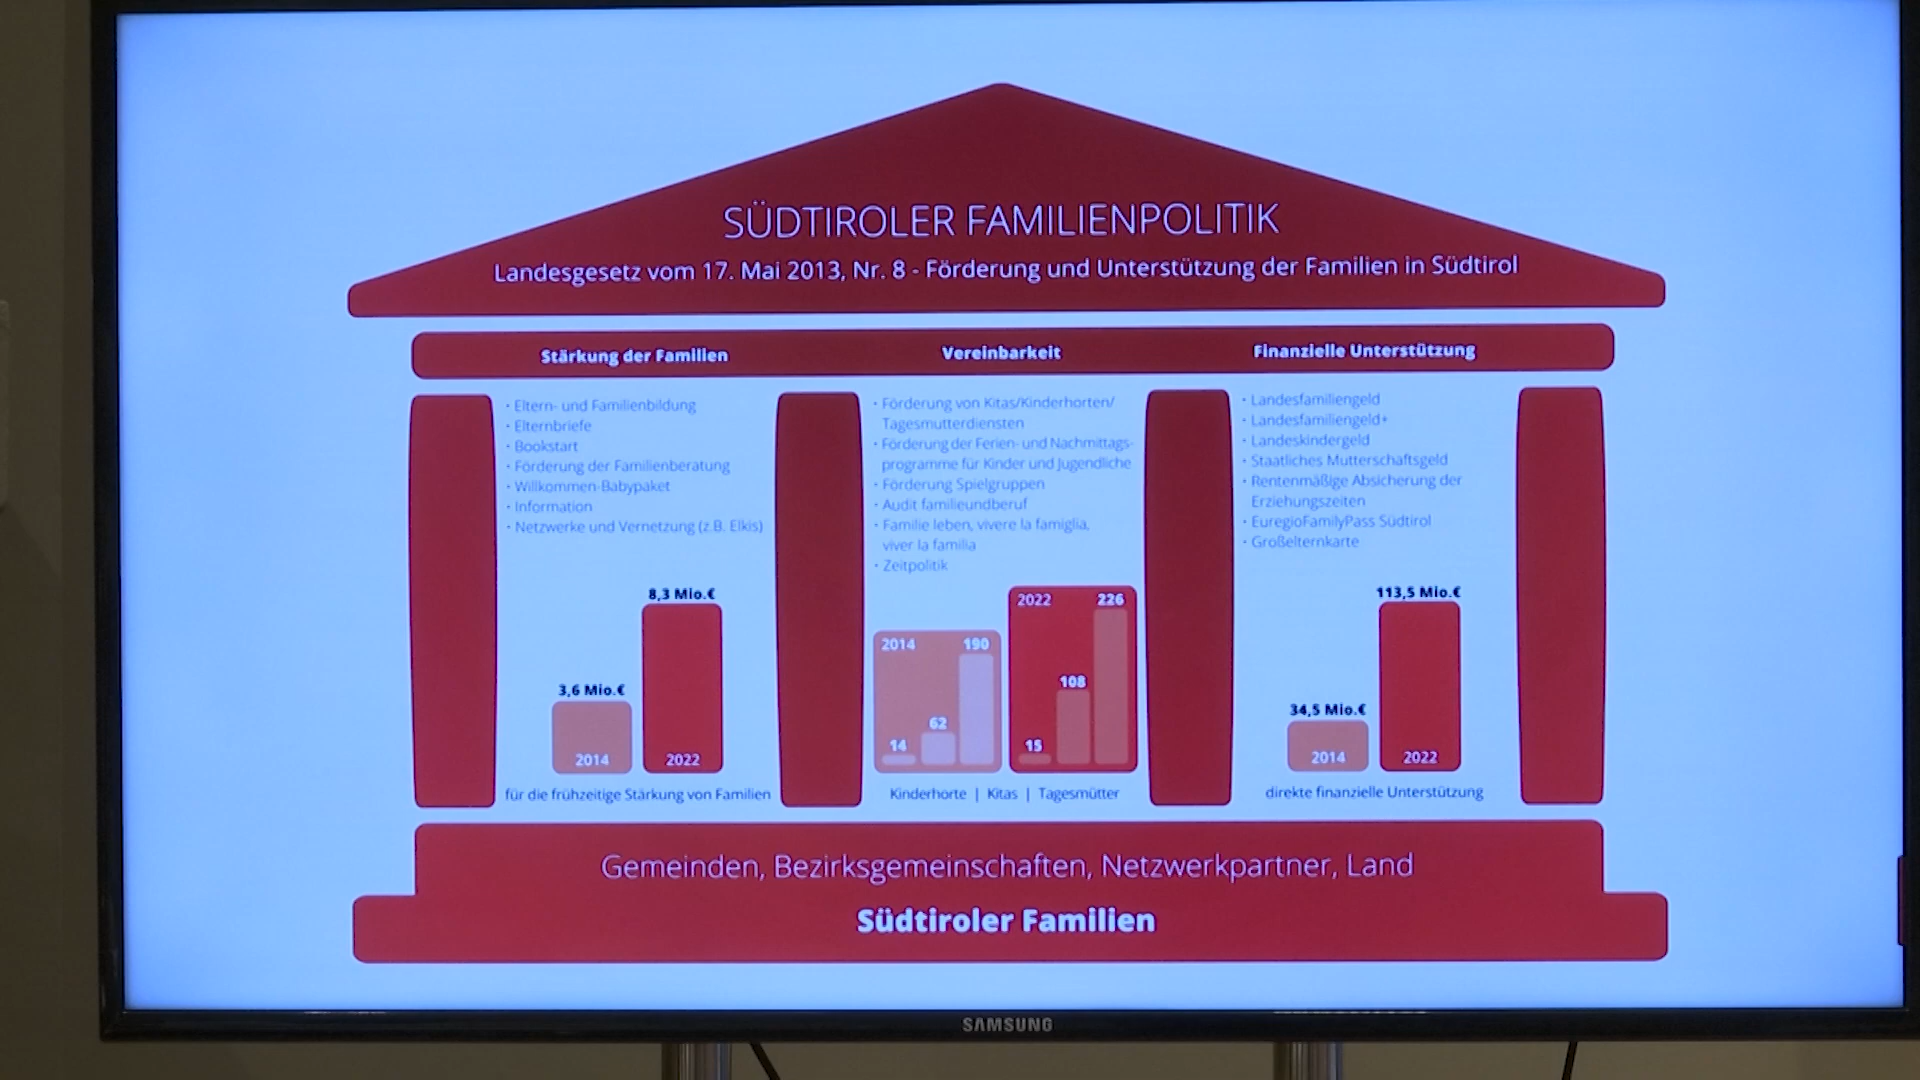 SÜDTIROLER FAMILIENPOLITIK
Landesgesetz vom 17. Mai 2013, Nr. 8 - Förderung und Unterstützung der Familien in Südtirol
Stärkung der Familien
· Eltern- und Familienbildung
· Elternbriefe
· Bookstart
· Förderung der Familienberatung
· Willkommen-Babypaket
· Information
· Netzwerke und Vernetzung (z.B. Elkis)
8,3 Mio.€
3,6 Mio.€
2014
2022
für die frühzeitige Stärkung von Familien
Vereinbarkeit
· Förderung von Kitas/Kinderhorten/
Tagesmutterdiensten
· Förderung der Ferien- und Nachmittags-
programme für Kinder und Jugendliche
· Förderung Spielgruppen
· Audit familieundberuf
· Familie leben, vivere la famiglia,
viver la familia
· Zeitpolitik
2014
190
62
14
2022
226
108
15
Kinderhorte | Kitas | Tagesmütter
Finanzielle Unterstützung
· Landesfamiliengeld
· Landesfamiliengeld+
· Landeskindergeld
· Staatliches Mutterschaftsgeld
· Rentenmäßige Absicherung der
Erziehungszeiten
· EuregioFamilyPass Südtirol
· Großelternkarte
113,5 Mio.€
34,5 Mio.€
2014
2022
direkte finanzielle Unterstützung
Gemeinden, Bezirksgemeinschaften, Netzwerkpartner, Land
Südtiroler Familien
SAMSUNG